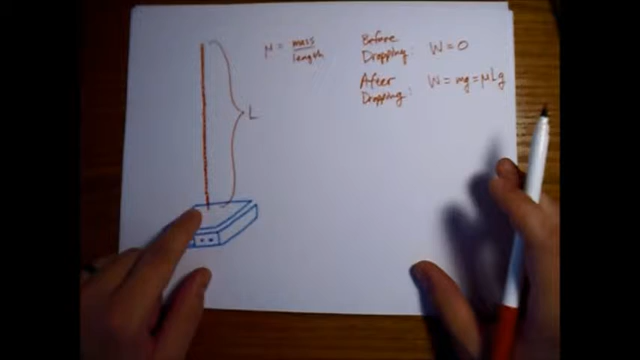 μ = mass
length
Before
Dropping: W = 0
After
Dropping: W = mg = μLg
L